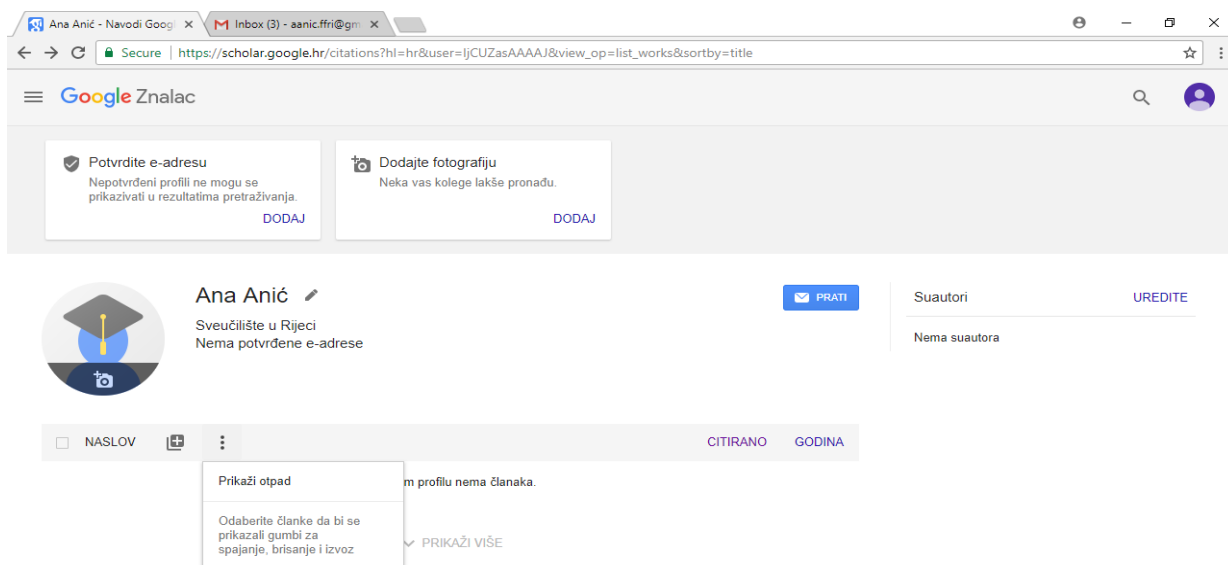 Ana Anić - Navodi Goog
Inbox (3) - aanic.ffri@gm
Secure | https://scholar.google.hr/citations?hl=hr&user=IjCUZasAAAAJ&view_op=list_works&sortby=title
Google Znalac
Potvrdite e-adresu
Nepotvrđeni profili ne mogu se
prikazivati u rezultatima pretraživanja.
DODAJ
Dodajte fotografiju
Neka vas kolege lakše pronađu.
DODAJ
Ana Anić
Sveučilište u Rijeci
Nema potvrđene e-adrese
PRATI
Suautori
UREDITE
Nema suautora
NASLOV
CITIRANO
GODINA
Prikaži otpad
m profilu nema članaka.
Odaberite članke da bi se
prikazali gumbi za
spajanje, brisanje i izvoz
PRIKAŽI VIŠE